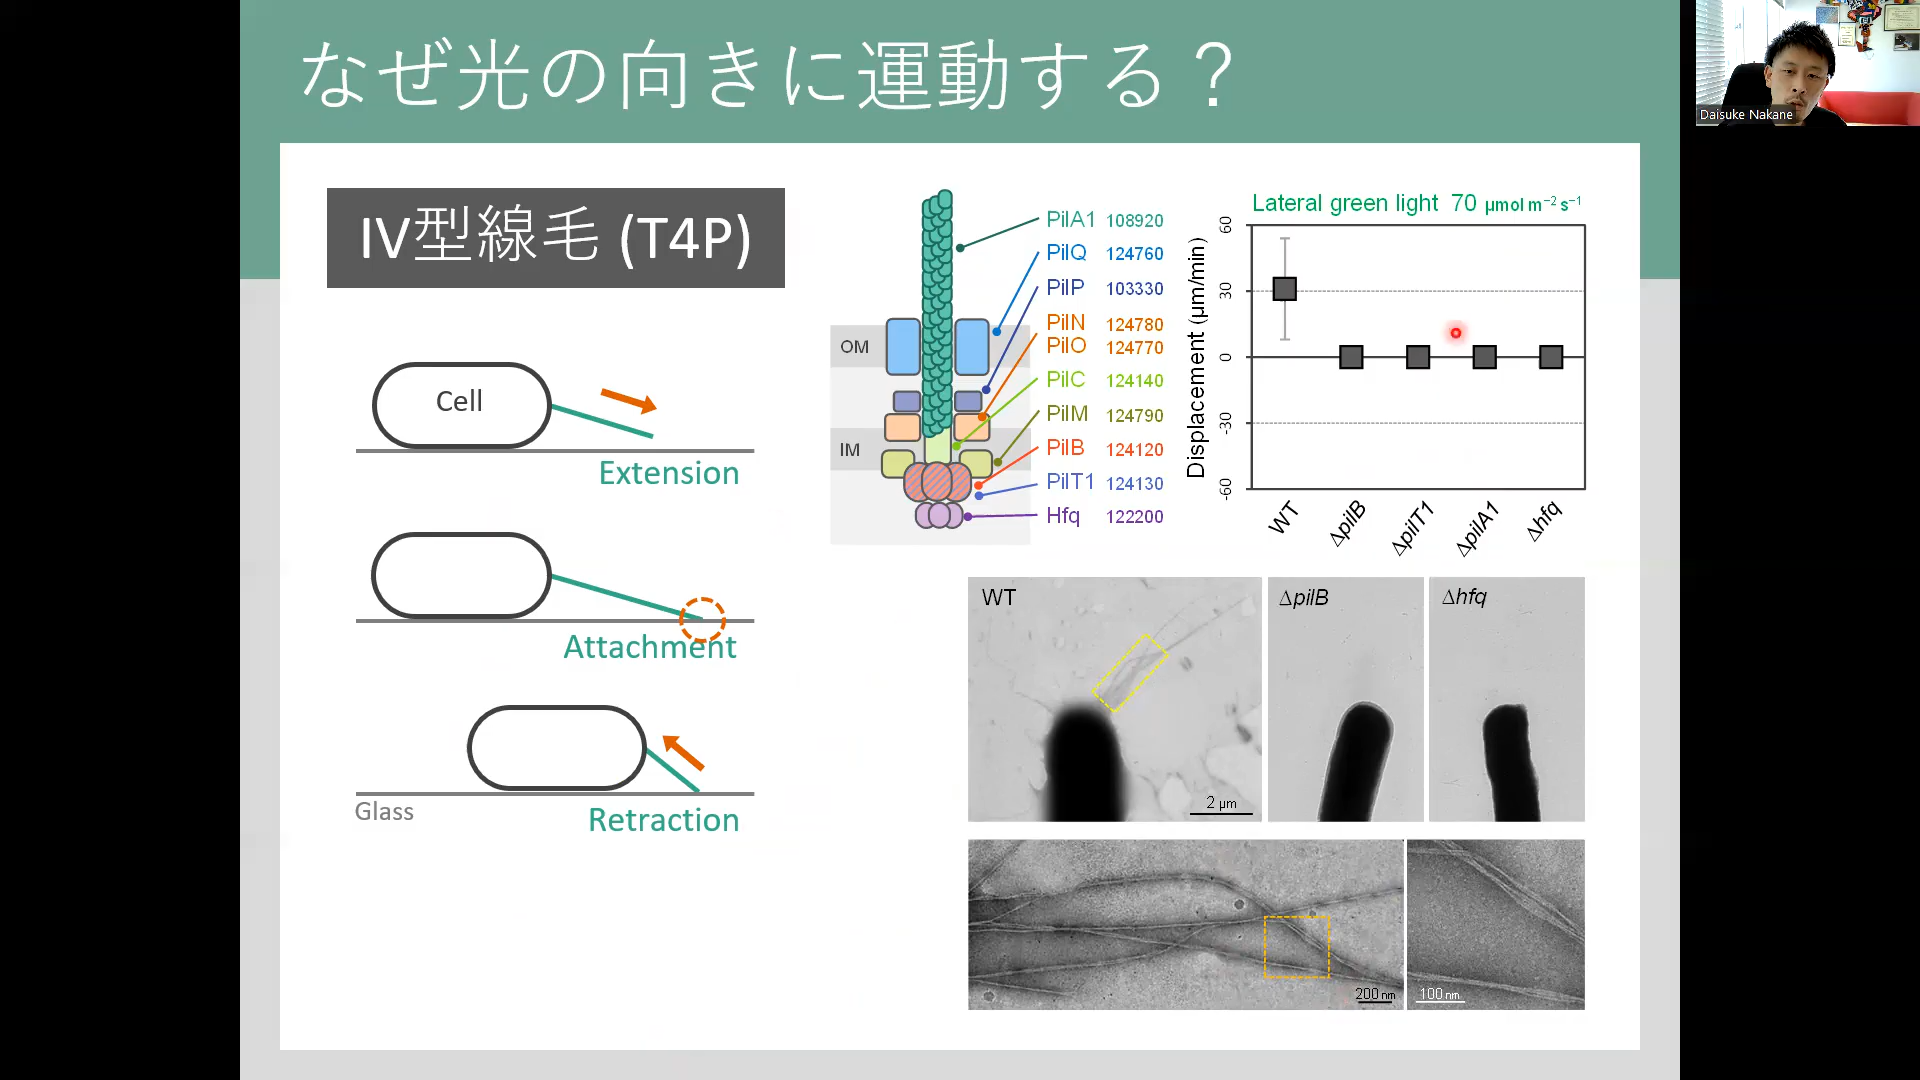 なぜ光の向きに運動する？
Daisuke Nakane
IV型線毛 (T4P)
Cell
Extension
Attachment
Glass
Retraction
OM
IM
PilA1 108920
PilQ 124760
PilP 103330
PilN 124780
PilO 124770
PilC 124140
PilM 124790
PilB 124120
PilT1 124130
Hfq 122200
Lateral green light 70 µmol m⁻² s⁻¹
Displacement (µm/min)
60
30
0
-30
-60
WT
ΔpilB
ΔpilT1
ΔpilA1
Δhfq
WT
ΔpilB
Δhfq
2 µm
200 nm
100 nm